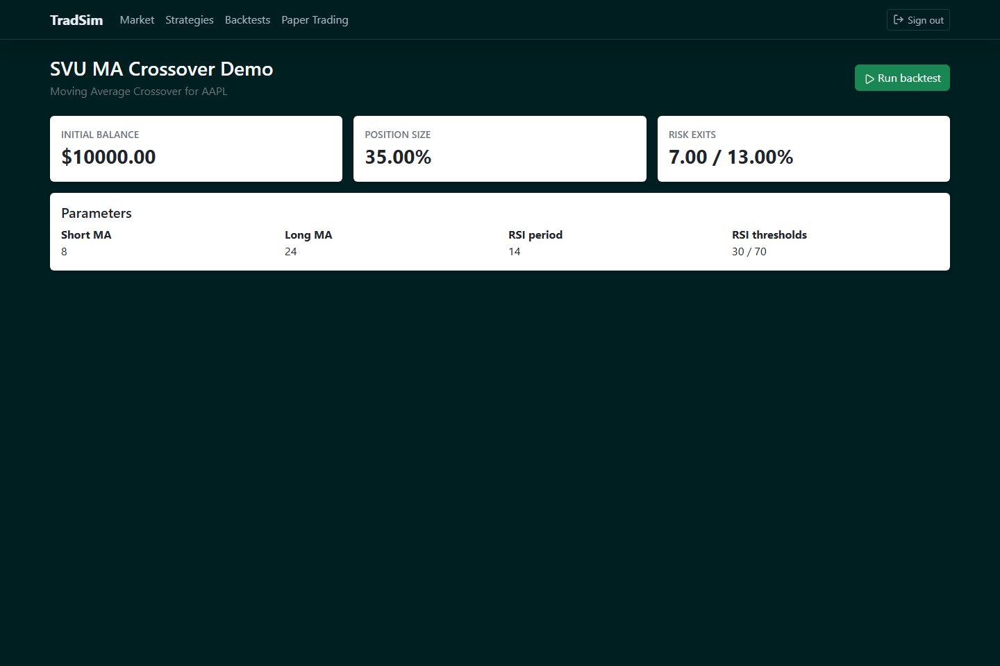 TradSim Market Strategies Backtests Paper Trading Sign out
SVU MA Crossover Demo
Moving Average Crossover for AAPL
Run backtest
INITIAL BALANCE
$10000.00
POSITION SIZE
35.00%
RISK EXITS
7.00 / 13.00%
Parameters
Short MA
8
Long MA
24
RSI period
14
RSI thresholds
30 / 70